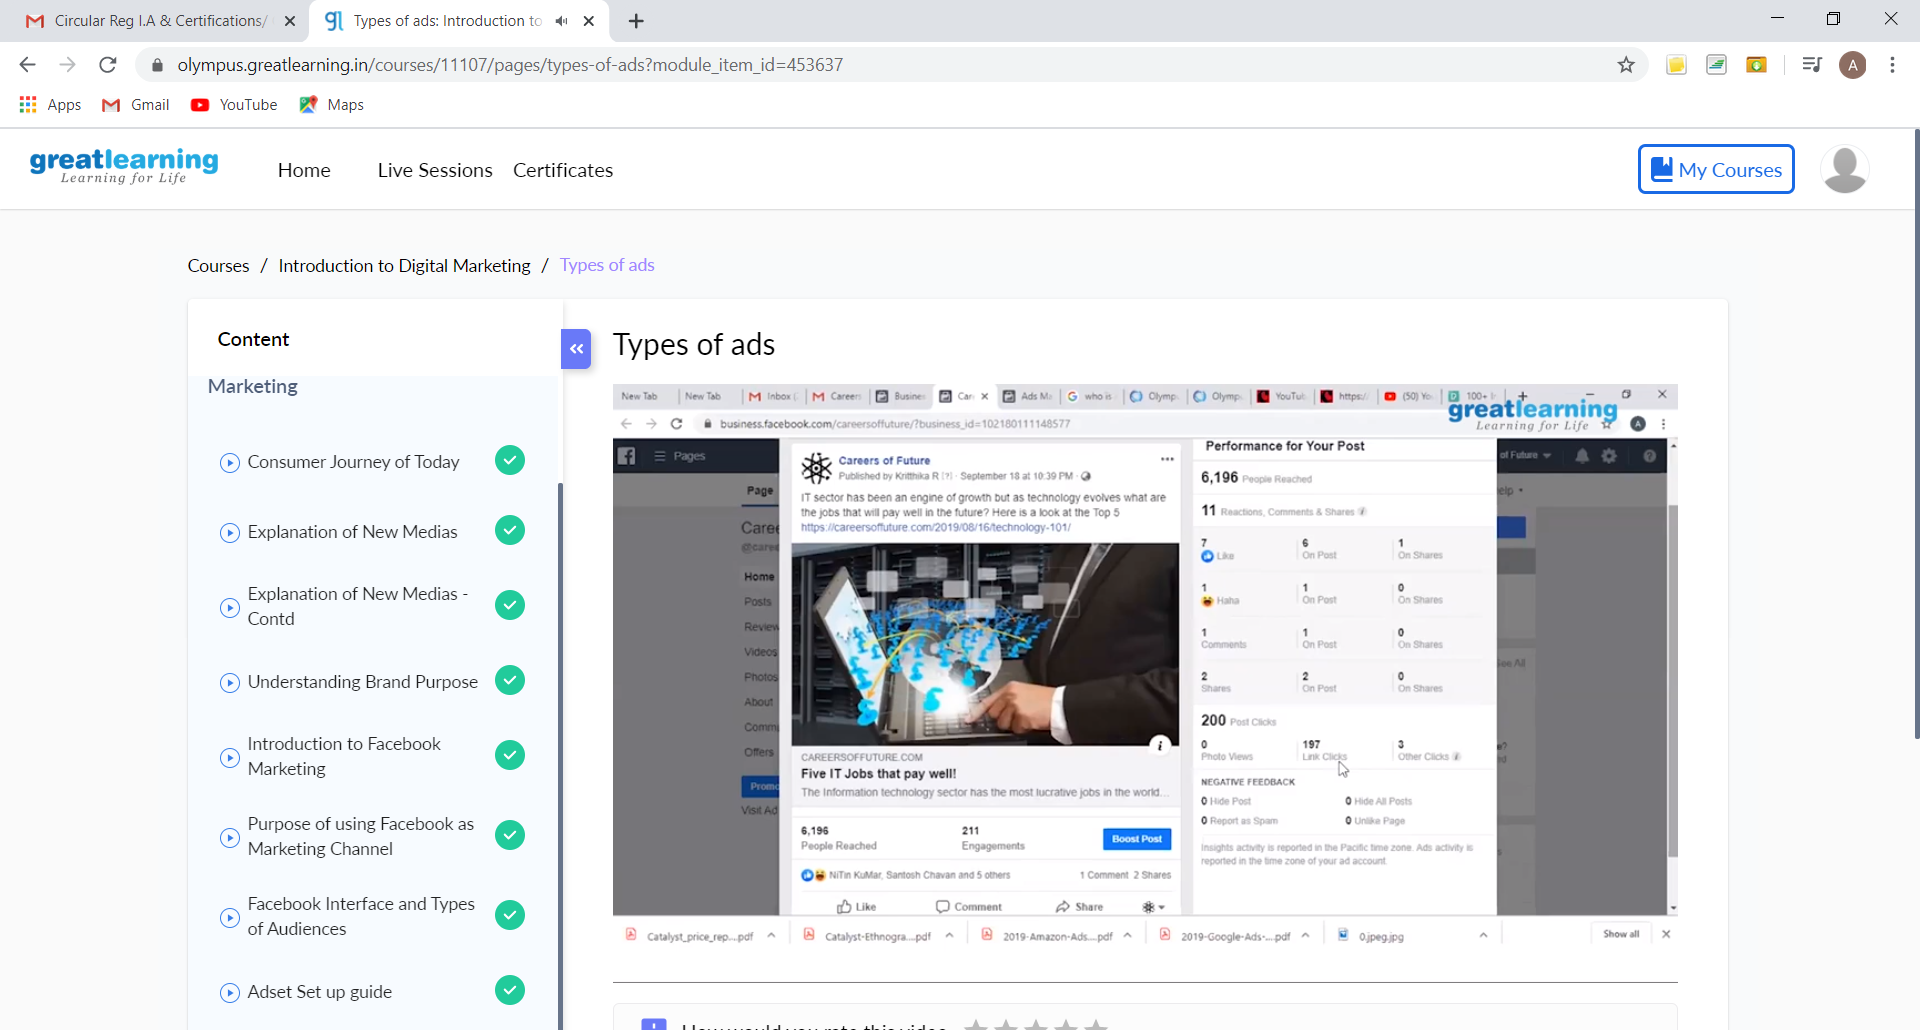 Circular Reg I.A & Certifications/
Types of ads: Introduction to
olympus.greatlearning.in/courses/11107/pages/types-of-ads?module_item_id=453637
A
Apps
Gmail
YouTube
Maps
greatlearning
Learning for Life
Home
Live Sessions
Certificates
My Courses
Courses / Introduction to Digital Marketing / Types of ads
Content
Marketing
Consumer Journey of Today
Explanation of New Medias
Explanation of New Medias -
Contd
Understanding Brand Purpose
Introduction to Facebook
Marketing
Purpose of using Facebook as
Marketing Channel
Facebook Interface and Types
of Audiences
Adset Set up guide
Types of ads
New Tab
New Tab
Inbox (
Careers
Busines
Car
Ads Ma
who is
Olymp
Olymp
YouTub
https:/
(50) Yo
100+
business.facebook.com/careersoffuture/?business_id=102180111148577
greatlearning
Learning for Life
A
Pages
of Future
Page
Caree
@caree
Home
Posts
Review
Videos
Photos
About
Commu
Offers
Promo
Visit Ad
elp
See All
Careers of Future
Published by Krithika R [?] · September 18 at 10:39 PM ·
IT sector has been an engine of growth but as technology evolves what are
the jobs that will pay well in the future? Here is a look at the Top 5
https://careersoffuture.com/2019/08/16/technology-101/
CAREERSOFFUTURE.COM
Five IT Jobs that pay well!
The Information technology sector has the most lucrative jobs in the world...
6,196
People Reached
211
Engagements
Boost Post
NiTin KuMar, Santosh Chavan and 5 others
1 Comment 2 Shares
Like
Comment
Share
Performance for Your Post
6,196 People Reached
11 Reactions, Comments & Shares
7
Like
6
On Post
1
On Shares
1
Haha
1
On Post
0
On Shares
1
Comments
1
On Post
0
On Shares
2
Shares
2
On Post
0
On Shares
200 Post Clicks
0
Photo Views
197
Link Clicks
3
Other Clicks
NEGATIVE FEEDBACK
0 Hide Post
0 Hide All Posts
0 Report as Spam
0 Unlike Page
Insights activity is reported in the Pacific time zone. Ads activity is
reported in the time zone of your ad account.
Catalyst_price_rep....pdf
Catalyst-Ethnogra....pdf
2019-Amazon-Ads....pdf
2019-Google-Ads-....pdf
0.jpeg.jpg
Show all
How would you rate this video